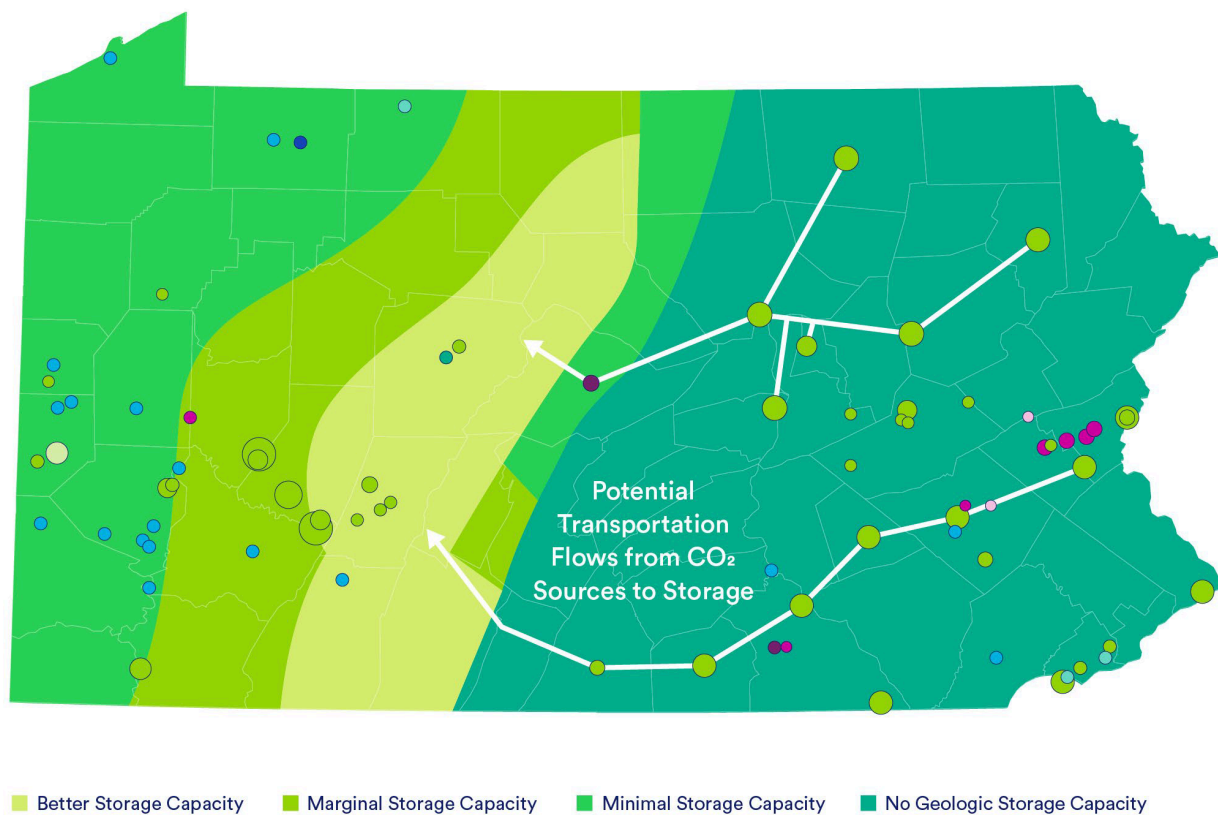 Potential
Transportation
Flows from CO₂
Sources to Storage
Better Storage Capacity
Marginal Storage Capacity
Minimal Storage Capacity
No Geologic Storage Capacity